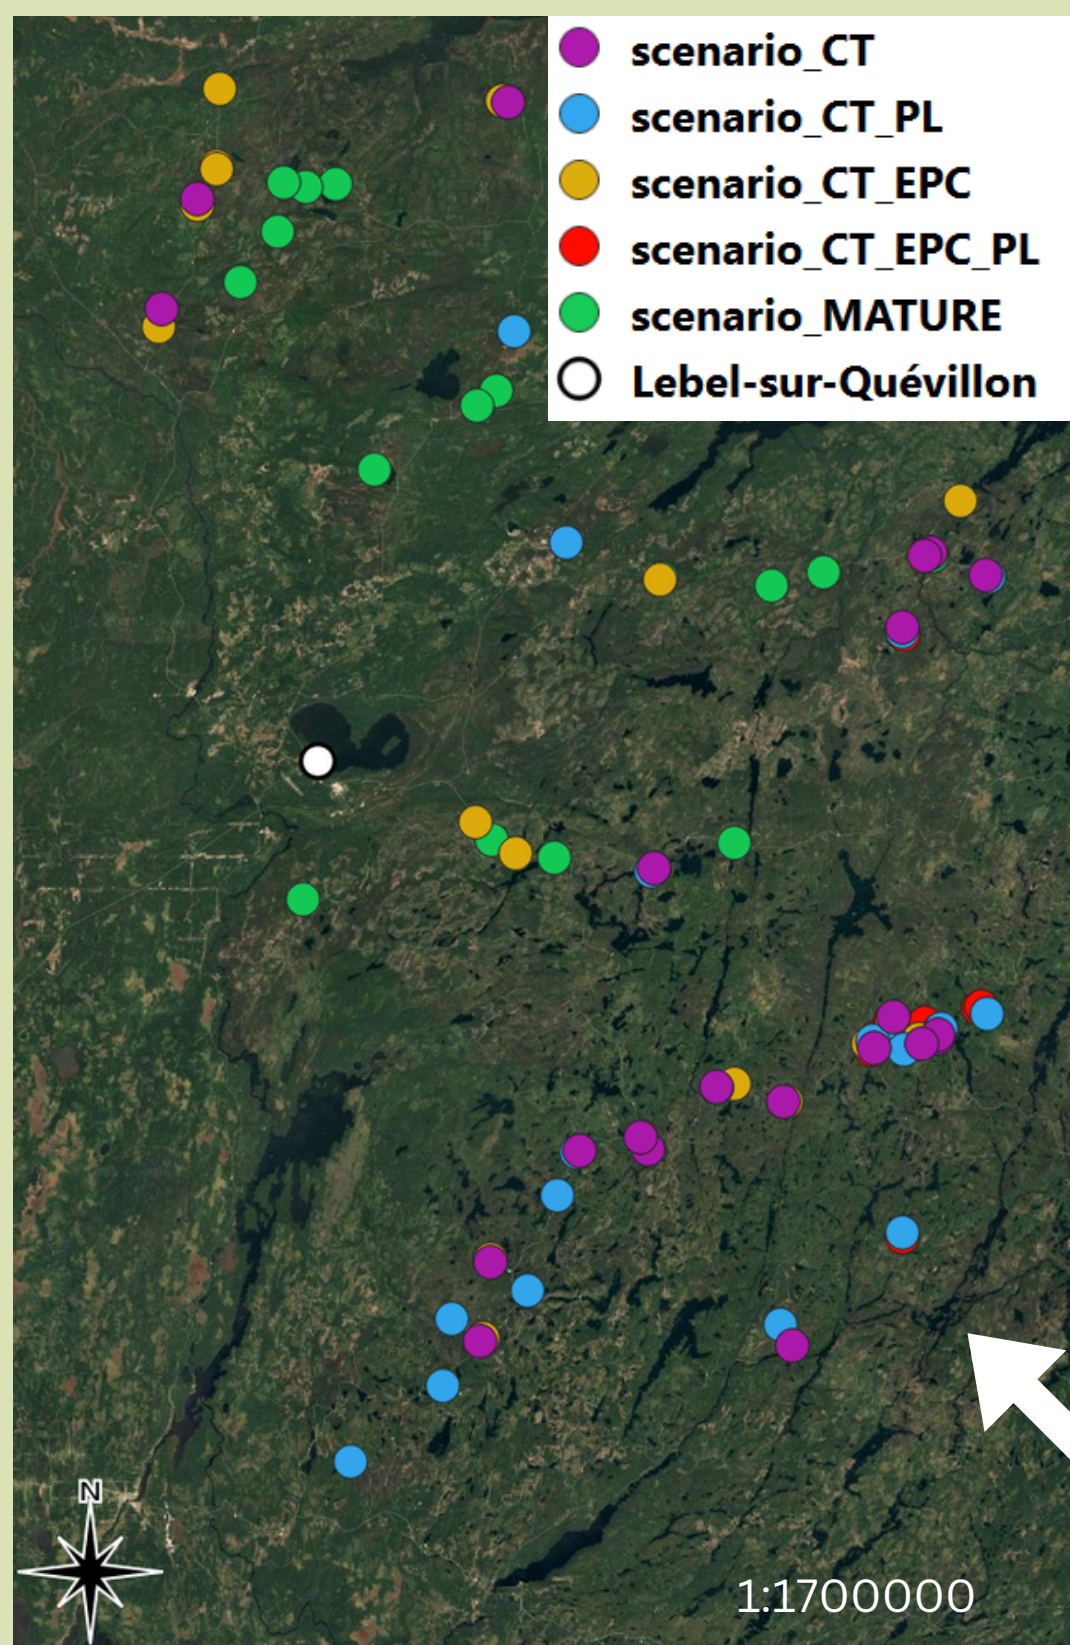 scenario_CT
scenario_CT_PL
scenario_CT_EPC
scenario_CT_EPC_PL
scenario_MATURE
Lebel-sur-Quévillon
N
1:1700000